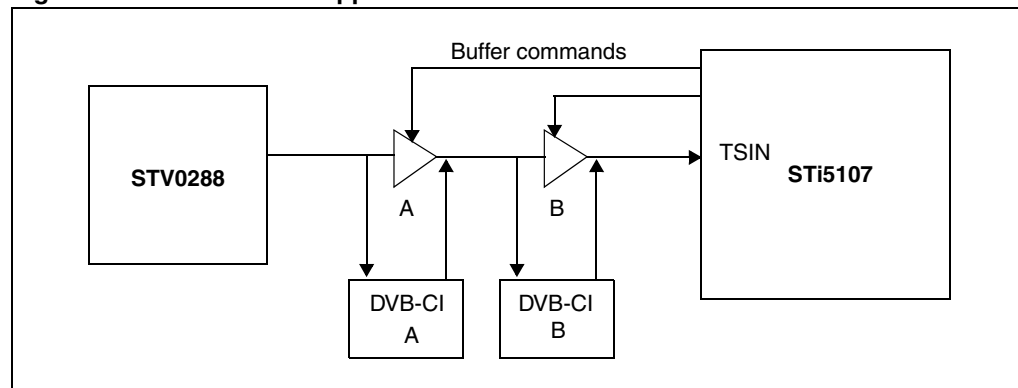 Buffer commands
STV0288
TSIN
STi5107
A
B
DVB-CI
A
DVB-CI
B